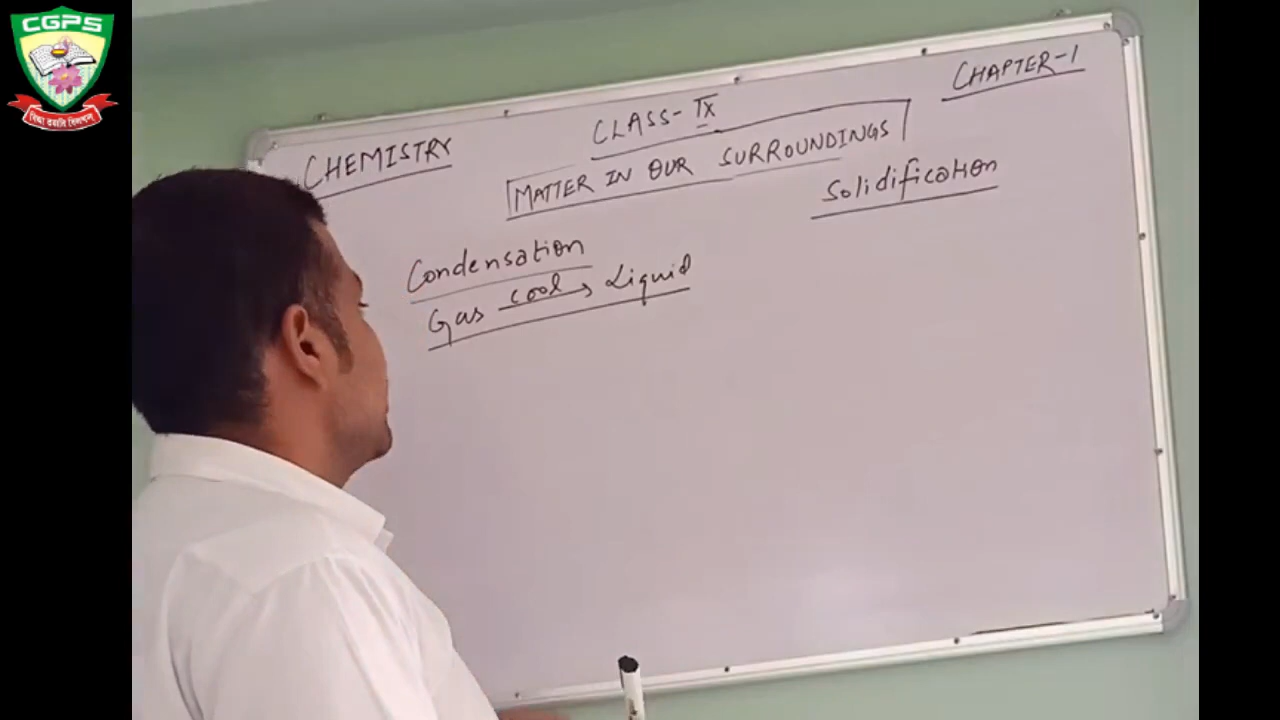 CGPS
CHEMISTRY
CLASS-IX
CHAPTER-1
MATTER IN OUR SURROUNDINGS
Solidification
Condensation
Gas cool → Liquid